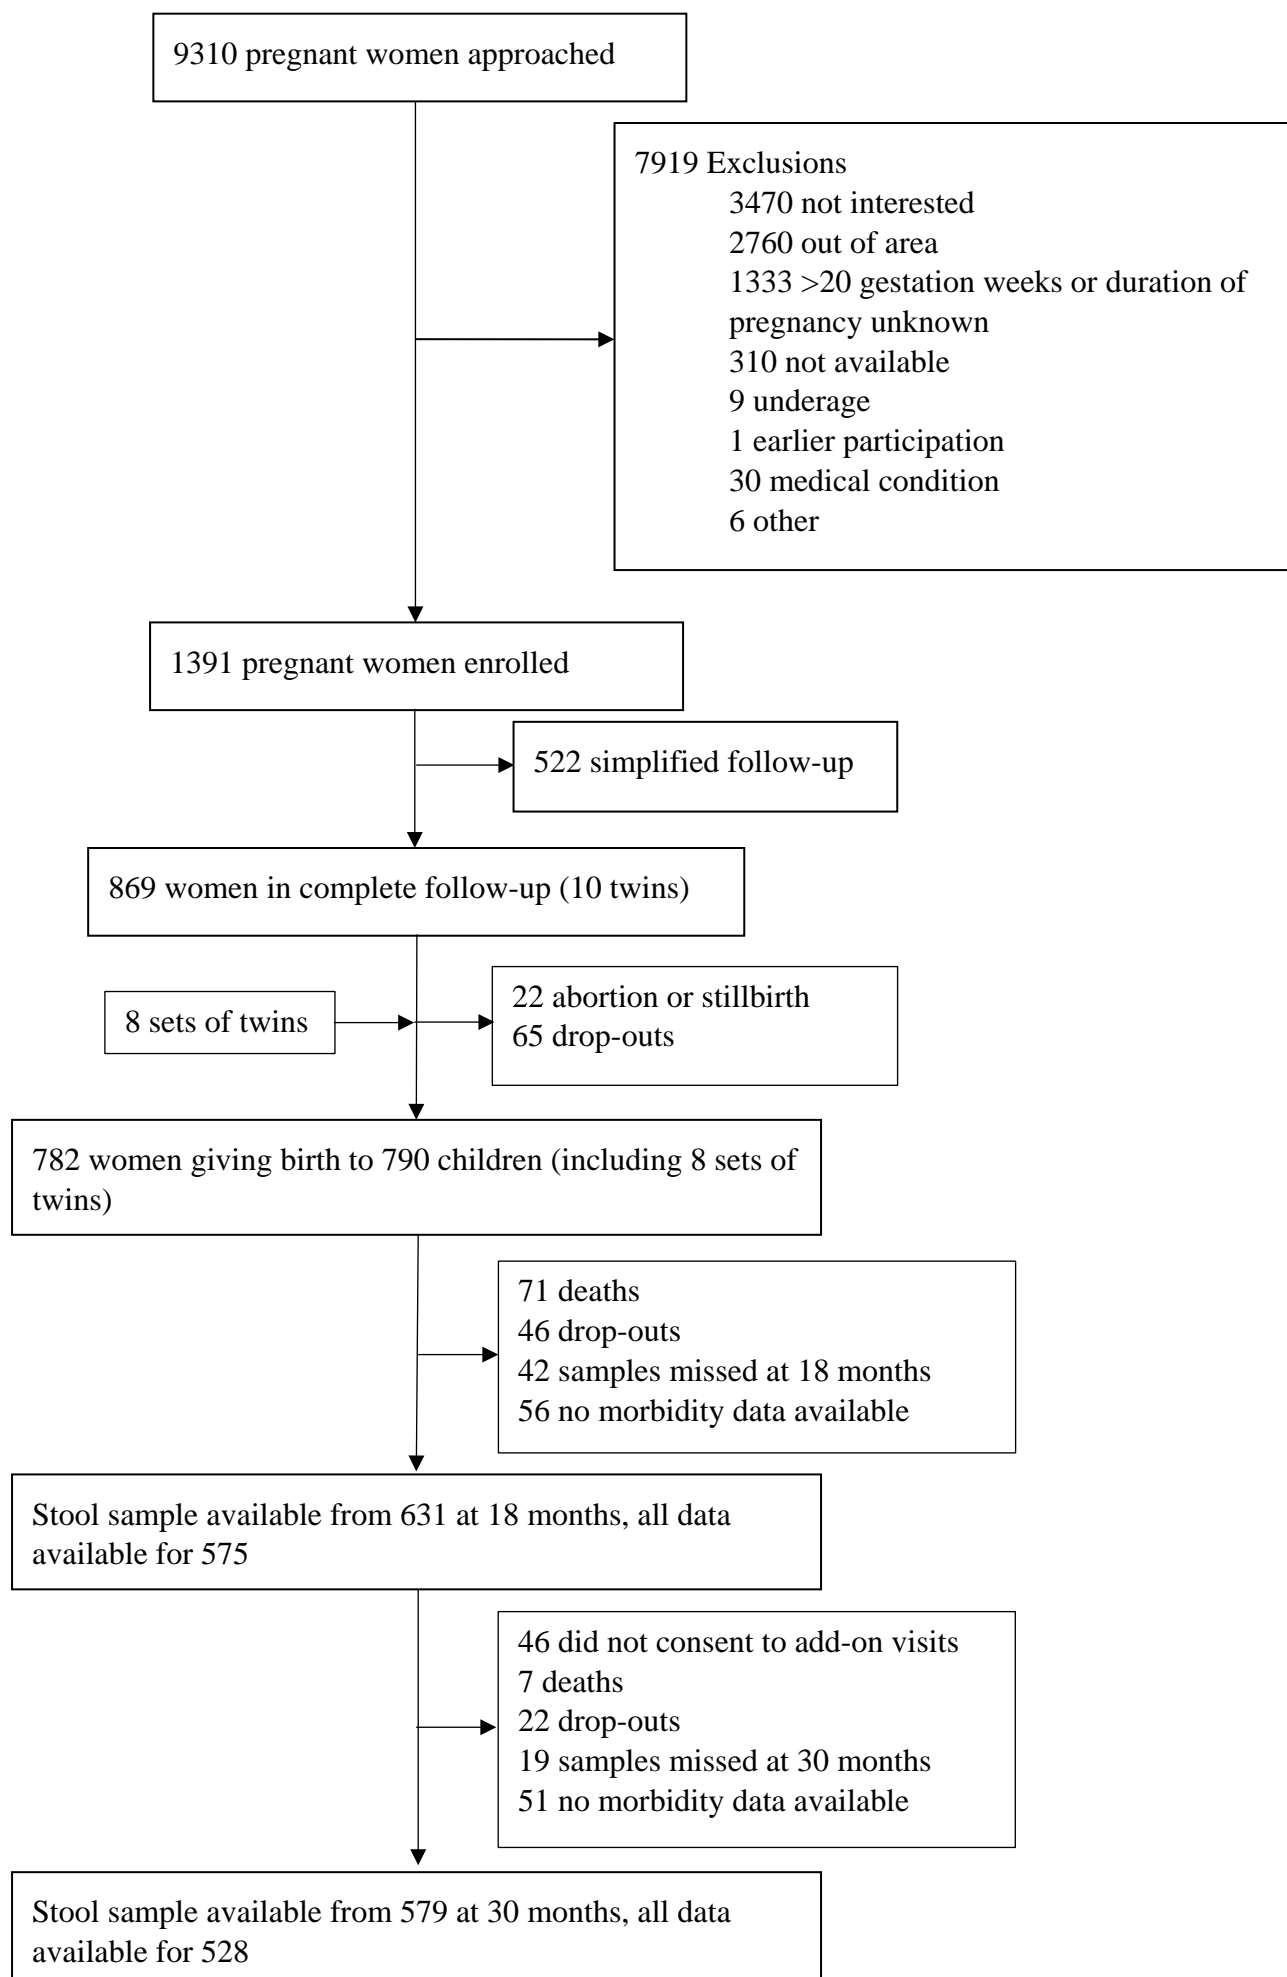 9310 pregnant women approached
7919 Exclusions
3470 not interested
2760 out of area
1333 >20 gestation weeks or duration of
pregnancy unknown
310 not available
9 underage
1 earlier participation
30 medical condition
6 other
1391 pregnant women enrolled
522 simplified follow-up
869 women in complete follow-up (10 twins)
8 sets of twins
22 abortion or stillbirth
65 drop-outs
782 women giving birth to 790 children (including 8 sets of
twins)
71 deaths
46 drop-outs
42 samples missed at 18 months
56 no morbidity data available
Stool sample available from 631 at 18 months, all data
available for 575
46 did not consent to add-on visits
7 deaths
22 drop-outs
19 samples missed at 30 months
51 no morbidity data available
Stool sample available from 579 at 30 months, all data
available for 528